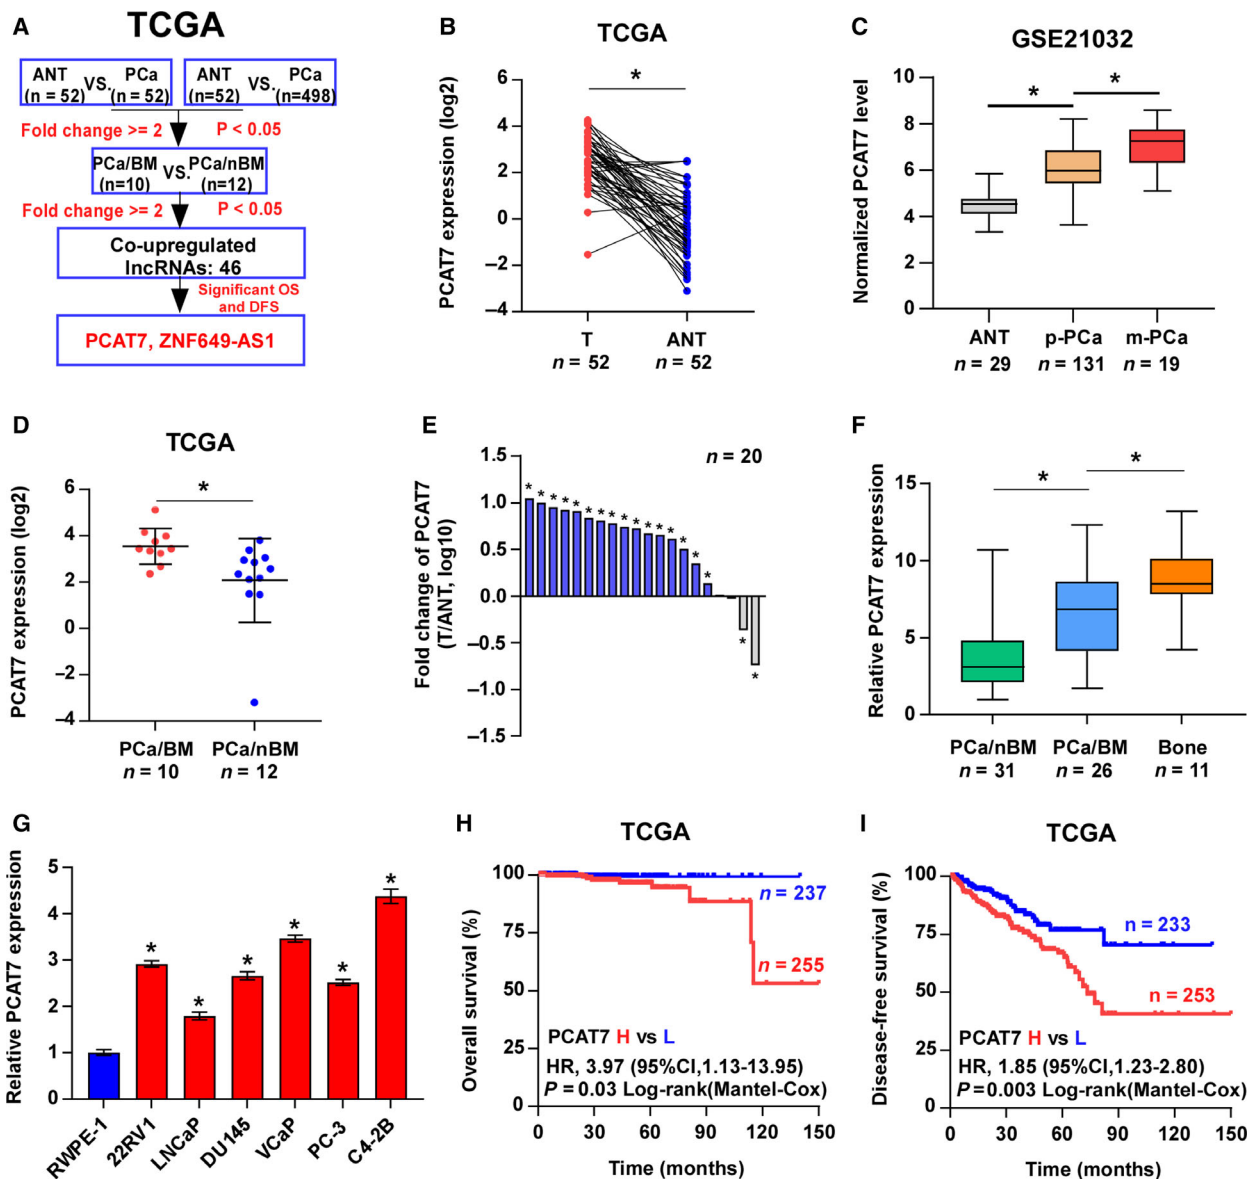 A
TCGA
ANT VS. PCa
(n = 52) (n = 52)
ANT VS. PCa
(n=52) (n=498)
Fold change >= 2 P < 0.05
PCa/BM VS. PCa/nBM
(n=10) (n=12)
Fold change >= 2 P < 0.05
Co-upregulated
lncRNAs: 46
Significant OS
and DFS
PCAT7, ZNF649-AS1
B
TCGA
PCAT7 expression (log2)
6
4
2
0
−2
−4
*
T ANT
n = 52 n = 52
C
GSE21032
Normalized PCAT7 level
10
8
6
4
2
0
* *
ANT p-PCa m-PCa
n = 29 n = 131 n = 19
D
TCGA
PCAT7 expression (log2)
6
4
2
0
−2
−4
*
PCa/BM PCa/nBM
n = 10 n = 12
E
Fold change of PCAT7
(T/ANT, log10)
1.5
1.0
0.5
0.0
−0.5
−1.0
−1.5
n = 20
* * * * * * * * * * * * * * * *
* *
F
Relative PCAT7 expression
15
10
5
0
* *
PCa/nBM PCa/BM Bone
n = 31 n = 26 n = 11
G
Relative PCAT7 expression
5
4
3
2
1
0
* * * * * *
RWPE-1 22RV1 LNCaP DU145 VCaP PC-3 C4-2B
H
TCGA
Overall survival (%)
100
75
50
25
0
n = 237
n = 255
PCAT7 H vs L
HR, 3.97 (95%CI,1.13-13.95)
P = 0.03 Log-rank(Mantel-Cox)
0 30 60 90 120 150
Time (months)
I
TCGA
Disease-free survival (%)
100
75
50
25
0
n = 233
n = 253
PCAT7 H vs L
HR, 1.85 (95%CI,1.23-2.80)
P = 0.003 Log-rank(Mantel-Cox)
0 30 60 90 120 150
Time (months)